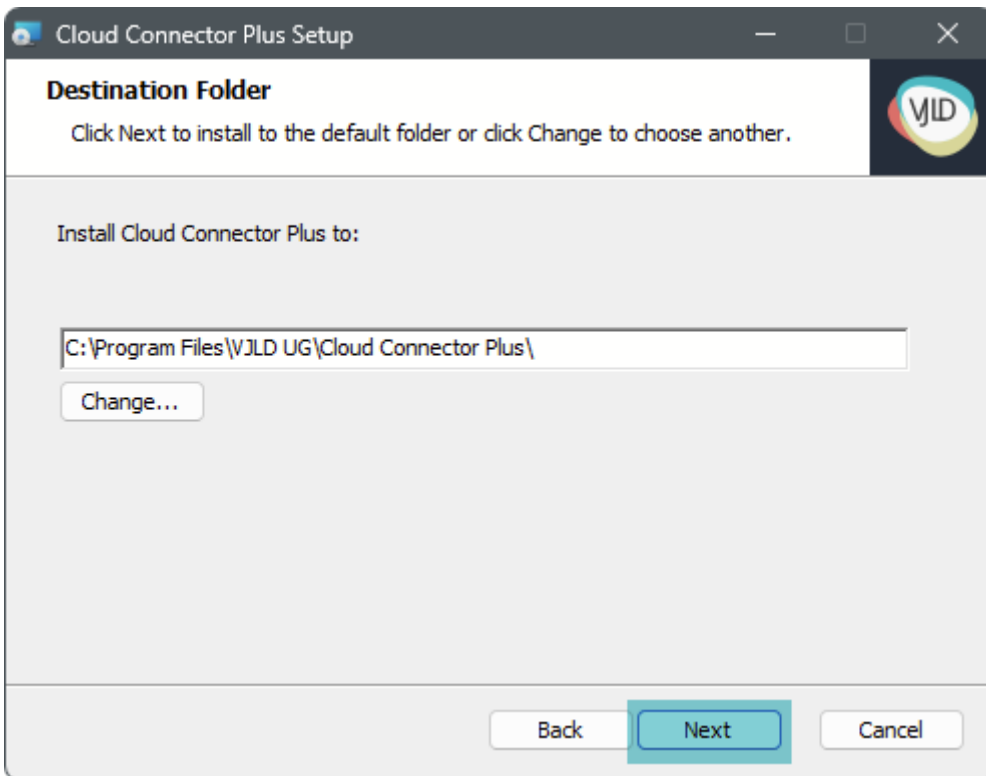 Cloud Connector Plus Setup
Destination Folder
Click Next to install to the default folder or click Change to choose another.
VJLD
Install Cloud Connector Plus to:
C:\Program Files\VJLD UG\Cloud Connector Plus\
Change...
Back Next Cancel